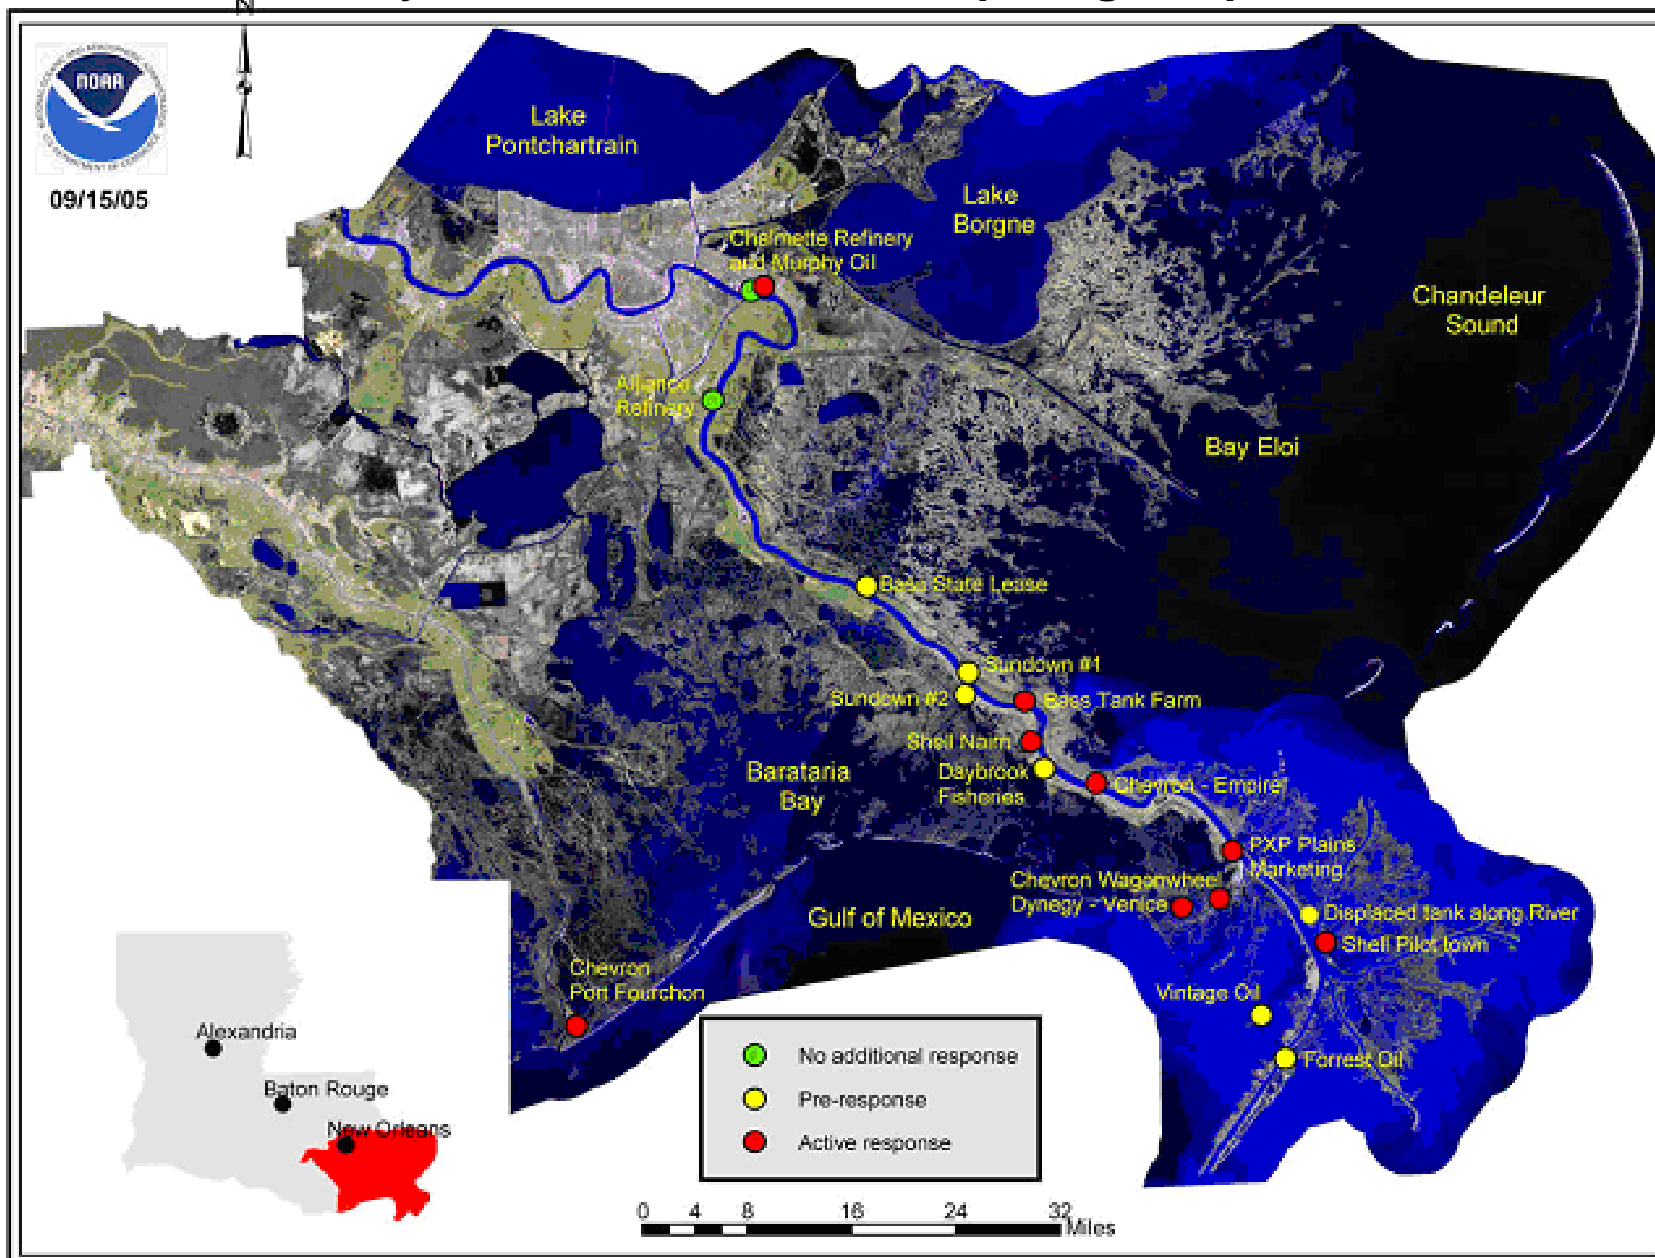 N
NOAA
09/15/05
Lake
Pontchartrain
Lake
Borgne
Chalmette Refinery
and Murphy Oil
Chandeleur
Sound
Alliance
Refinery
Bay Eloi
Bass State Lease
Sundown #1
Sundown #2
Bass Tank Farm
Shell Nairn
Barataria
Bay
Daybrook
Fisheries
Chevron - Empire
PXP Plains
Marketing
Chevron Wagonwheel
Dynegy - Venice
Gulf of Mexico
Displaced tank along River
Shell Pilot town
Chevron
Port Fourchon
Vintage Oil
Forrest Oil
Alexandria
Baton Rouge
New Orleans
No additional response
Pre-response
Active response
0 4 8 16 24 32
Miles